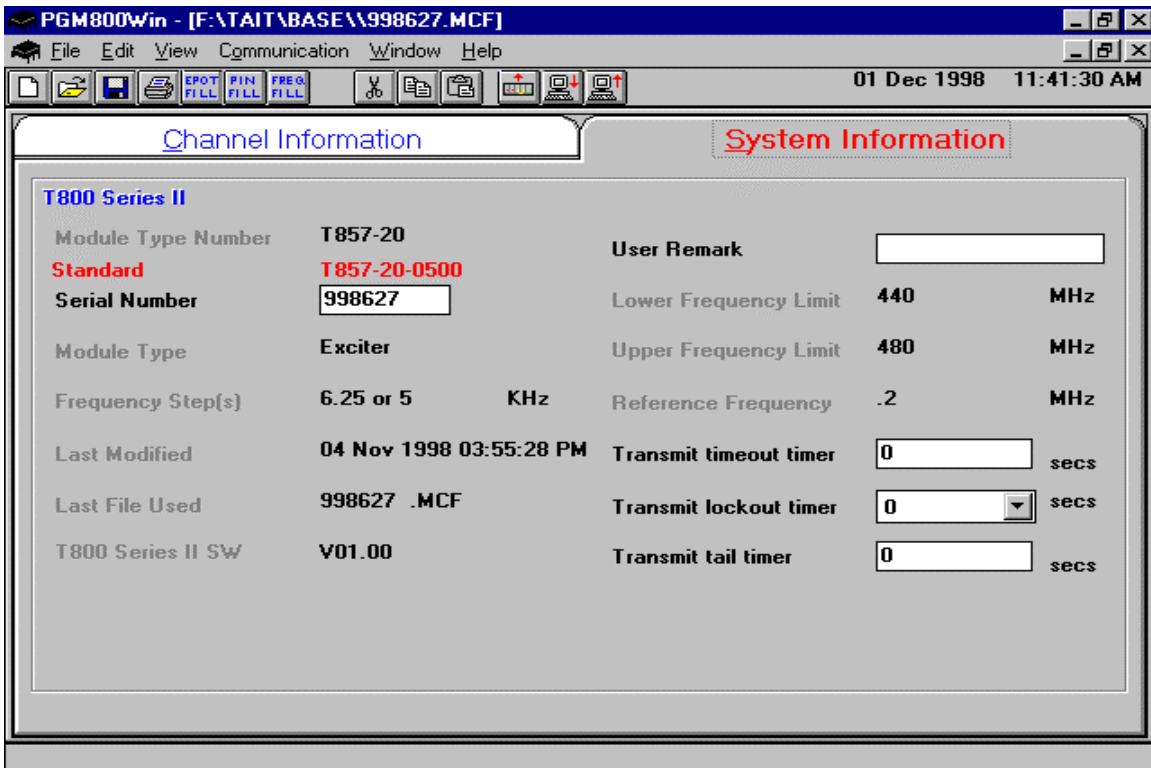 PGM800Win - [F:\TAIT\BASE\\998627.MCF]
File Edit View Communication Window Help
EPOT FILL PIN FILL FREQ FILL
01 Dec 1998 11:41:30 AM
Channel Information
System Information
T800 Series II
Module Type Number T857-20
Standard T857-20-0500
Serial Number 998627
Module Type Exciter
Frequency Step(s) 6.25 or 5 KHz
Last Modified 04 Nov 1998 03:55:28 PM
Last File Used 998627 .MCF
T800 Series II SW V01.00
User Remark
Lower Frequency Limit 440 MHz
Upper Frequency Limit 480 MHz
Reference Frequency .2 MHz
Transmit timeout timer 0 secs
Transmit lockout timer 0 secs
Transmit tail timer 0 secs